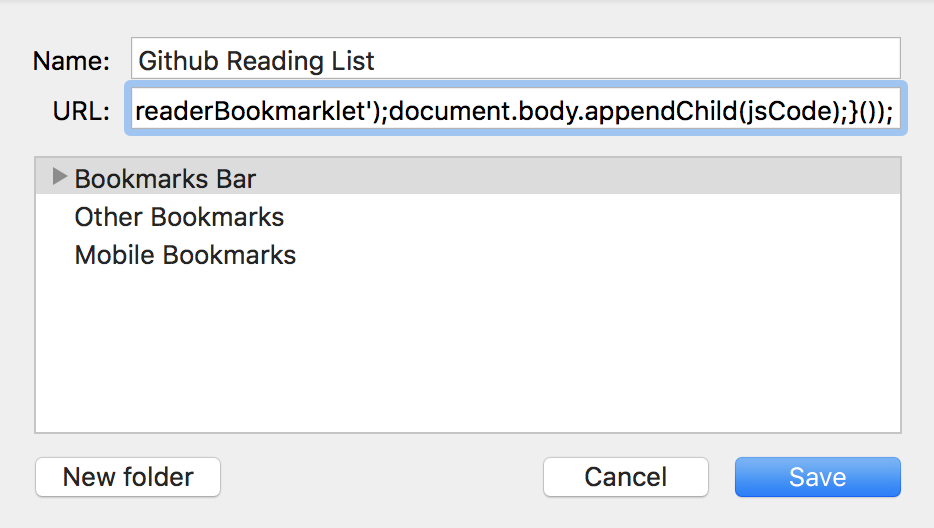 Name: Github Reading List
URL: readerBookmarklet');document.body.appendChild(jsCode);}());
Bookmarks Bar
Other Bookmarks
Mobile Bookmarks
New folder Cancel Save